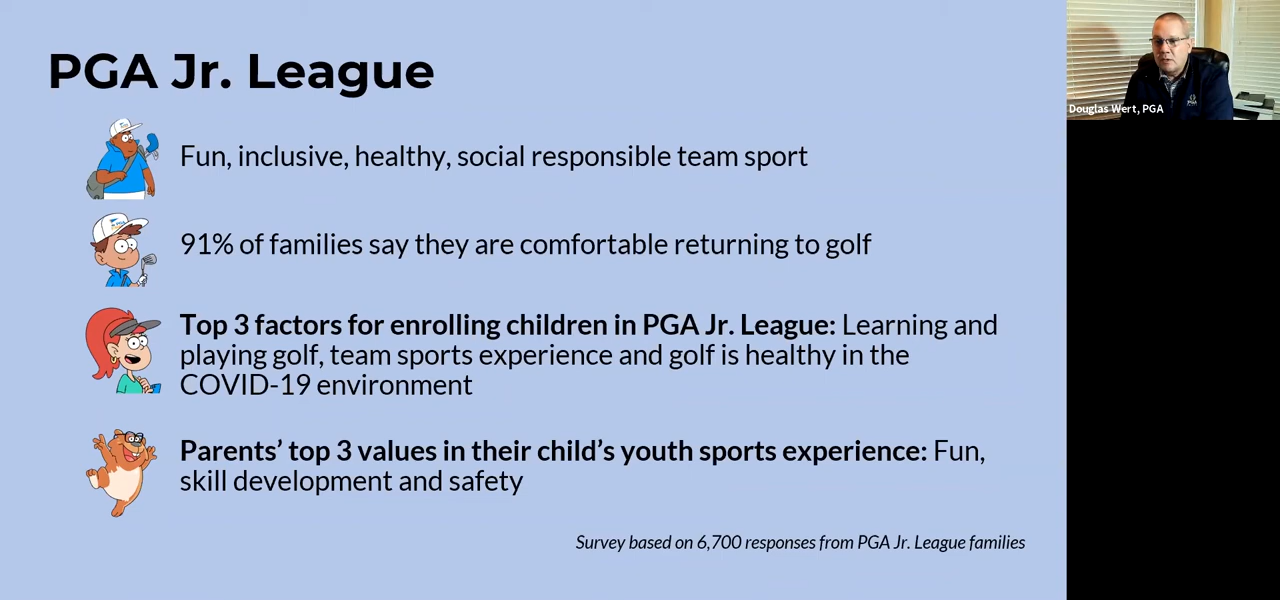 PGA Jr. League
Fun, inclusive, healthy, social responsible team sport
91% of families say they are comfortable returning to golf
Top 3 factors for enrolling children in PGA Jr. League: Learning and
playing golf, team sports experience and golf is healthy in the
COVID-19 environment
Parents’ top 3 values in their child’s youth sports experience: Fun,
skill development and safety
Survey based on 6,700 responses from PGA Jr. League families
Douglas Wert, PGA